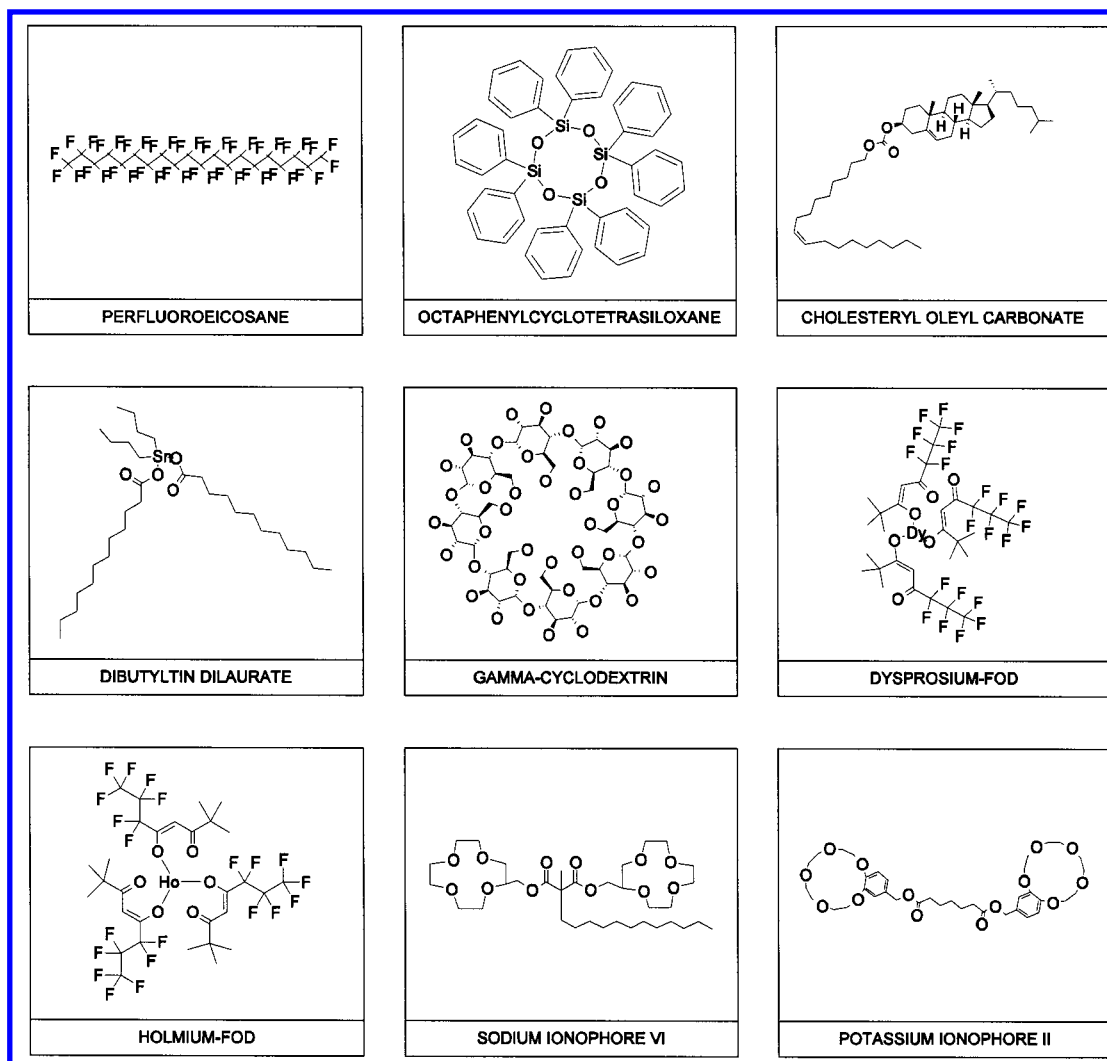 PERFLUOROEICOSANE
OCTAPHENYLCYCLOTETRASILOXANE
CHOLESTERYL OLEYL CARBONATE
DIBUTYLTIN DILAURATE
GAMMA-CYCLODEXTRIN
DYSPROSIUM-FOD
HOLMIUM-FOD
SODIUM IONOPHORE VI
POTASSIUM IONOPHORE II